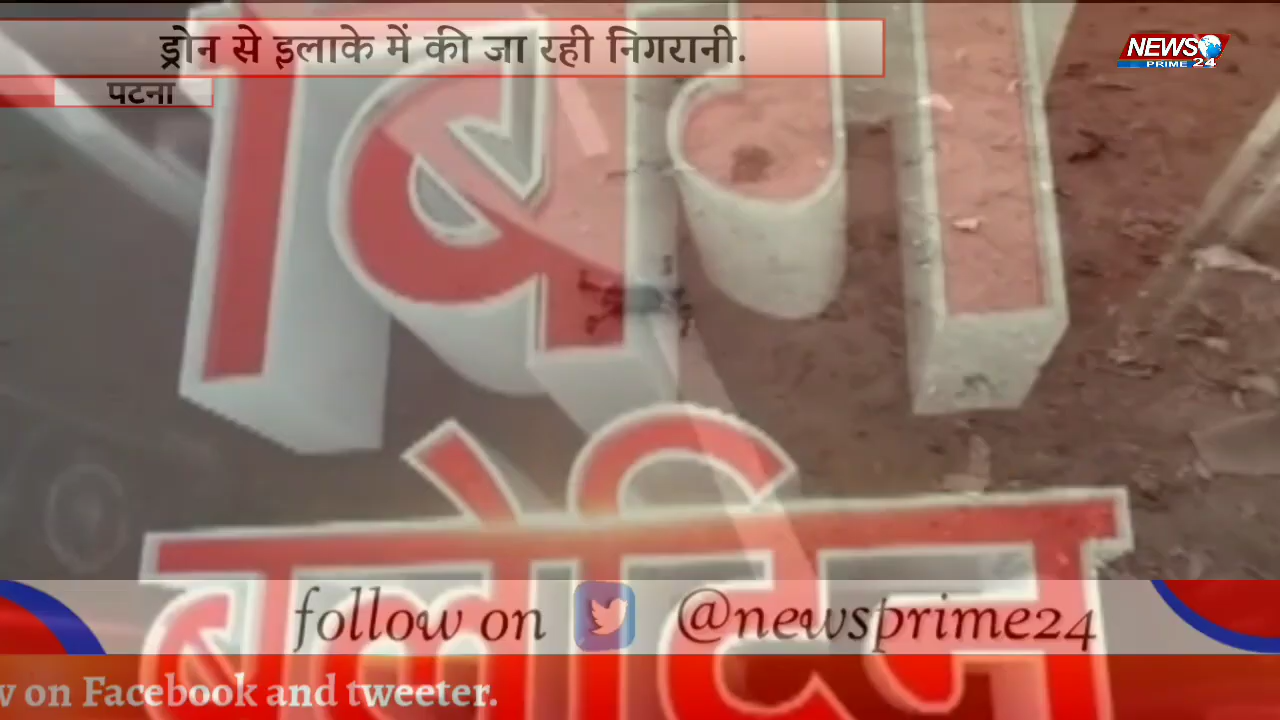 ड्रोन से इलाके में की जा रही निगरानी.
NEWS
PRIME 24
पटना
बिग
बुलेटिन
follow on @newsprime24
w on Facebook and tweeter.